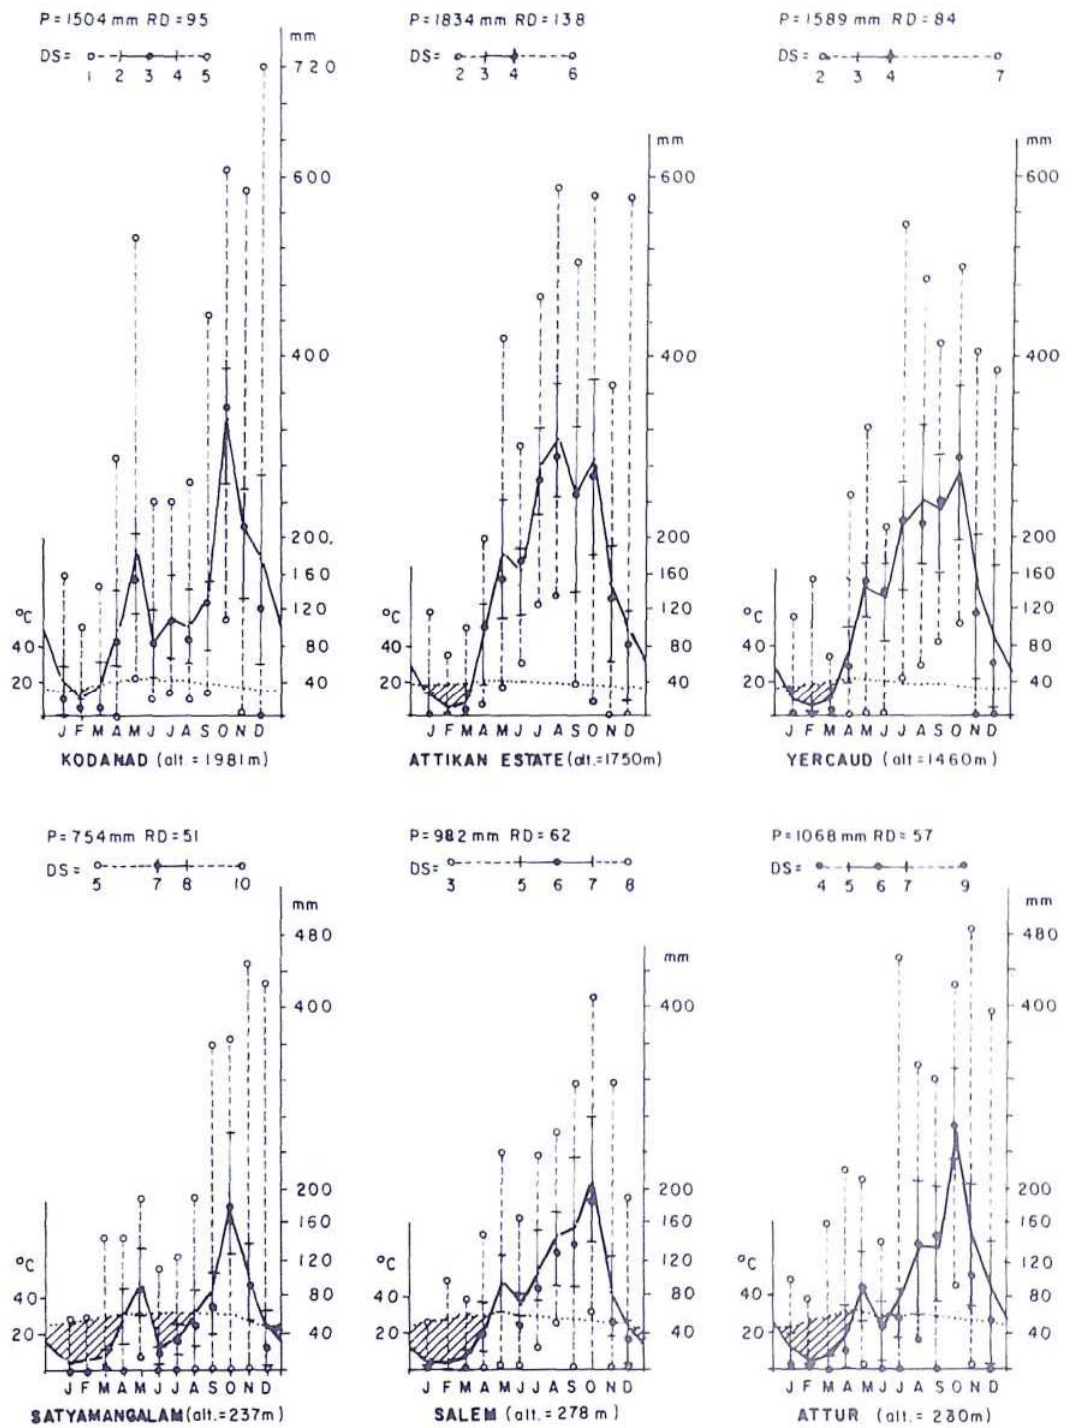 P=1504 mm RD=95
DS=
1 2 3 4 5
mm
720
600
400
200.
160
120
80
40
°C
40
20
J F M A M J J A S O N D
KODANAD (alt.=1981m)
P=1834 mm RD=138
DS=
2 3 4 6
mm
600
400
200
160
120
80
40
°C
40
20
J F M A M J J A S O N D
ATTIKAN ESTATE (alt.=1750m)
P=1589 mm RD=84
DS=
2 3 4 7
mm
600
400
200
160
120
80
40
°C
40
20
J F M A M J J A S O N D
YERCAUD (alt=1460m)
P=754 mm RD=51
DS=
5 7 8 10
mm
480
400
200
160
120
80
40
°C
40
20
J F M A M J J A S O N D
SATYAMANGALAM (alt.=237m)
P=982 mm RD=62
DS=
3 5 6 7 8
mm
400
200
160
120
80
40
°C
40
20
J F M A M J J A S O N D
SALEM (alt.=278 m)
P=1068 mm RD=57
DS=
4 5 6 7 9
mm
480
400
200
160
120
80
40
°C
40
20
J F M A M J J A S O N D
ATTUR (alt.=230m)